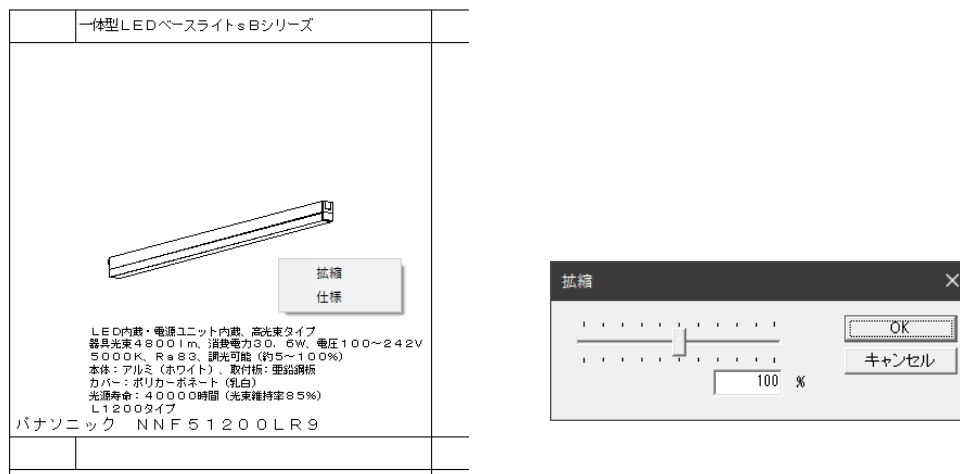 一体型ＬＥＤベースライトｓＢシリーズ
拡縮
仕様
ＬＥＤ内蔵・電源ユニット内蔵、高光束タイプ
器具光束４８００ｌｍ、消費電力３０．６Ｗ、電圧１００～２４２Ｖ
５０００Ｋ、Ｒａ８３、調光可能（約５～１００％）
本体：アルミ（ホワイト）、取付板：亜鉛鋼板
カバー：ポリカーボネート（乳白）
光源寿命：４００００時間（光束維持率８５％）
Ｌ１２００タイプ
パナソニック　ＮＮＦ５１２００ＬＲ９
拡縮
OK
キャンセル
100 %